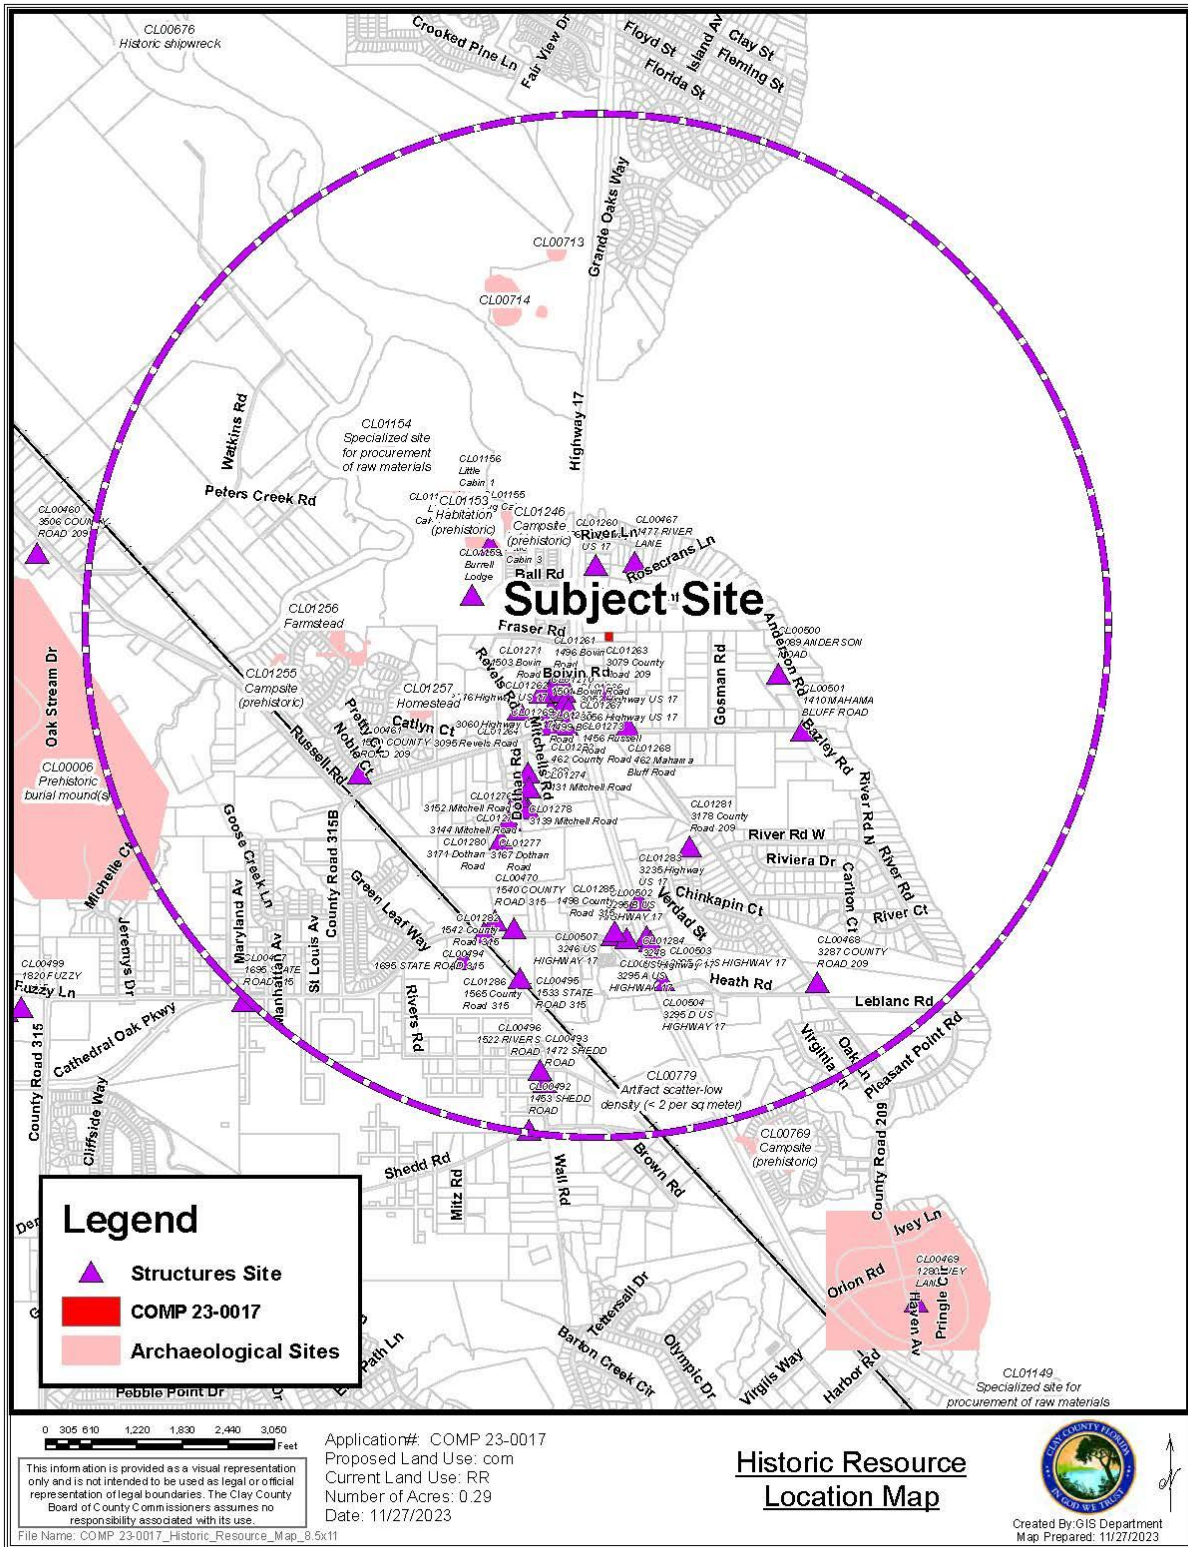 CL00676
Historic shipwreck
Crooked Pine Ln
Fair View Dr
Floyd St
Island Av
Clay St
Fleming St
Florida St
Grande Oaks Way
CL00713
CL00714
Highway 17
Watkins Rd
Peters Creek Rd
CL01154
Specialized site
for procurement
of raw materials
CL01156
Little
Cabin 1
CL01153
Habitation
(prehistoric)
CL01246
Campsite
(prehistoric)
Cabin 3
CL01260
US 17
CL00467
1477 RIVER
LANE
River Ln
Rosecrans Ln
CL00460
3506 COUNTY
ROAD 209
Burrell
Lodge
Ball Rd
Subject Site
Fraser Rd
CL01256
Farmstead
CL01255
Campsite
(prehistoric)
CL01257
Homestead
Catlyn Ct
Pretty Ct
Noble Ct
Russell Rd
Oak Stream Dr
CL00006
Prehistoric
burial mound(s)
CL01261
1496 Bovin
Road
CL01271
1503 Bovin
Road
CL01263
3079 County
Road 209
Boivin Rd
Revels Rd
Mitchells Rd
Dothan Rd
3095 Revels Road
CL01267
3056 Highway US 17
CL01273
1456 Russell
Road
CL01268
462 Mahama
Bluff Road
462 County Road
CL01274
3131 Mitchell Road
CL01278
3139 Mitchell Road
3152 Mitchell Road
3144 Mitchell Road
CL01280
3171 Dothan
Road
CL01277
3167 Dothan
Road
Gosman Rd
Anderson Rd
CL00500
3089 ANDERSON
ROAD
CL00501
1410 MAHAMA
BLUFF ROAD
Bazley Rd
River Rd N
River Rd
River Rd W
Riviera Dr
Carlton Ct
River Ct
CL01281
3178 County
Road 209
CL01283
3235 Highway
US 17
Chinkapin Ct
Verdad St
CL00470
1540 COUNTY
ROAD 315
CL01285
1498 County
Road 315
CL00502
CL01282
1542 County
Road 315
CL00494
1695 STATE ROAD 315
CL00507
3246 US
HIGHWAY 17
CL01284
CL00503
3295 A US
HIGHWAY 17
CL00504
3295 D US
HIGHWAY 17
CL00468
3287 COUNTY
ROAD 209
Heath Rd
Leblanc Rd
CL01286
1565 County
Road 315
CL00495
1533 STATE
ROAD 315
CL00496
1522 RIVERS
ROAD
CL00493
1472 SHEDD
ROAD
CL00492
1453 SHEDD
ROAD
Michelle Ct
Goose Creek Ln
County Road 315B
Green Leaf Way
Maryland Av
Manhattan Av
St Louis Av
Jeremys Dr
Rivers Rd
CL00499
1820 FUZZY
Fuzzy Ln
County Road 315
Cathedral Oak Pkwy
Cliffside Way
Virginia Ln
Oak Ln
Pleasant Point Rd
County Road 209
CL00779
Artifact scatter-low
density (< 2 per sq meter)
CL00769
Campsite
(prehistoric)
Shedd Rd
Mitz Rd
Wall Rd
Brown Rd
Ivey Ln
Orion Rd
CL00469
Haven Av
Pringle Cir
Tettersall Dr
Barton Creek Cir
Olympic Dr
Virgils Way
Harbor Rd
CL01149
Specialized site for
procurement of raw materials
Path Ln
Pebble Point Dr
Legend
Structures Site
COMP 23-0017
Archaeological Sites
0 305 610 1,220 1,830 2,440 3,050
Feet
This information is provided as a visual representation
only and is not intended to be used as legal or official
representation of legal boundaries. The Clay County
Board of County Commissioners assumes no
responsibility associated with its use.
File Name: COMP 23-0017_Historic_Resource_Map_8.5x11
Application#: COMP 23-0017
Proposed Land Use: com
Current Land Use: RR
Number of Acres: 0.29
Date: 11/27/2023
Historic Resource
Location Map
CLAY COUNTY FLORIDA
IN GOD WE TRUST
N
Created By:GIS Department
Map Prepared: 11/27/2023